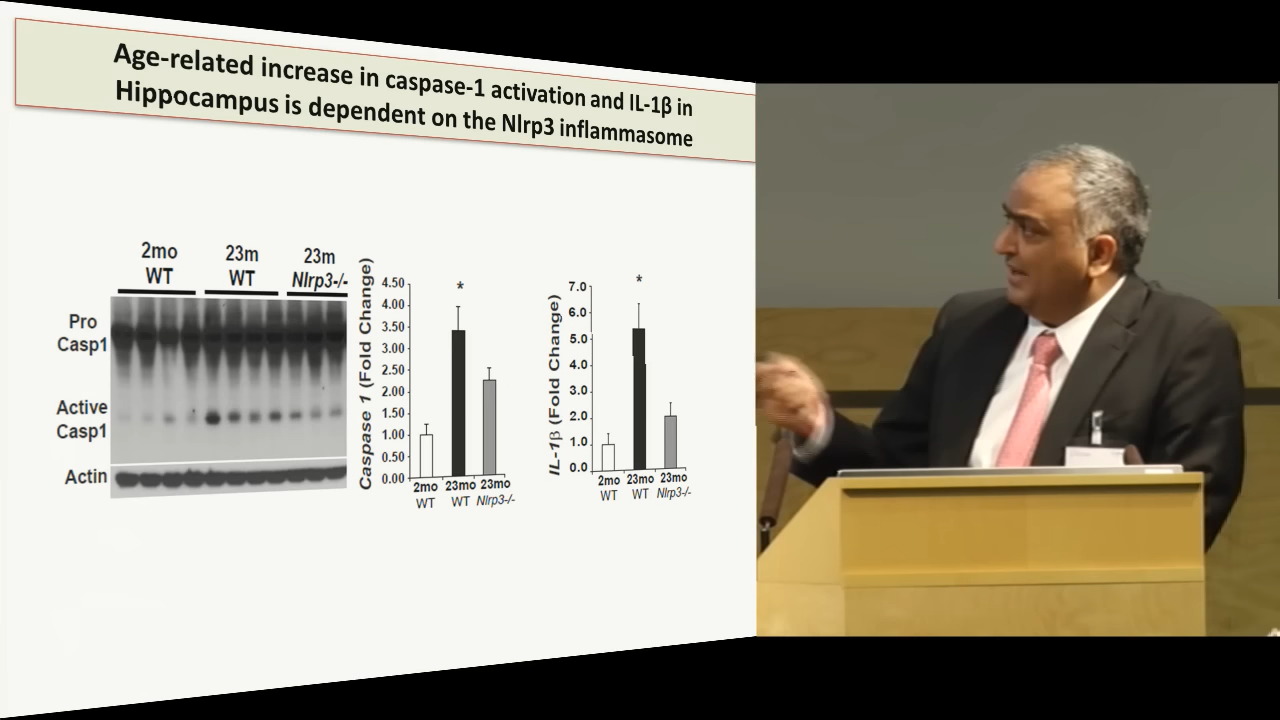 Age-related increase in caspase-1 activation and IL-1β in
Hippocampus is dependent on the Nlrp3 inflammasome
2mo
WT
23m
WT
23m
Nlrp3-/-
Pro
Casp1
Active
Casp1
Actin
Caspase 1 (Fold Change)
4.50
4.00
3.50
3.00
2.50
2.00
1.50
1.00
0.50
0.00
*
2mo
WT
23mo
WT
23mo
Nlrp3-/-
IL-1β (Fold Change)
7.0
6.0
5.0
4.0
3.0
2.0
1.0
0.0
*
2mo
WT
23mo
WT
23mo
Nlrp3-/-